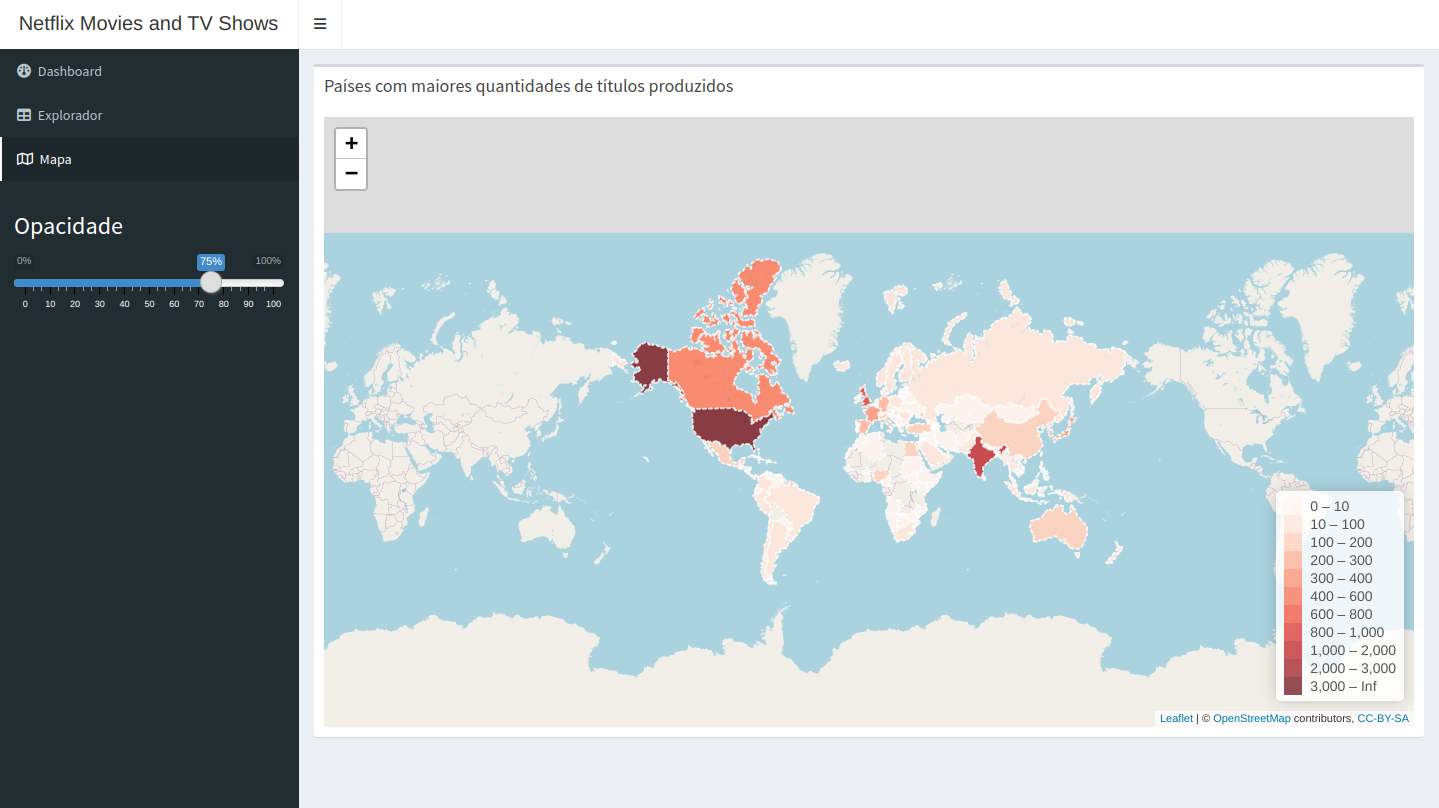 Netflix Movies and TV Shows
Dashboard
Explorador
Mapa
Opacidade
0% 75% 100%
0 10 20 30 40 50 60 70 80 90 100
Países com maiores quantidades de títulos produzidos
+
−
0 – 10
10 – 100
100 – 200
200 – 300
300 – 400
400 – 600
600 – 800
800 – 1,000
1,000 – 2,000
2,000 – 3,000
3,000 – Inf
Leaflet | © OpenStreetMap contributors, CC-BY-SA